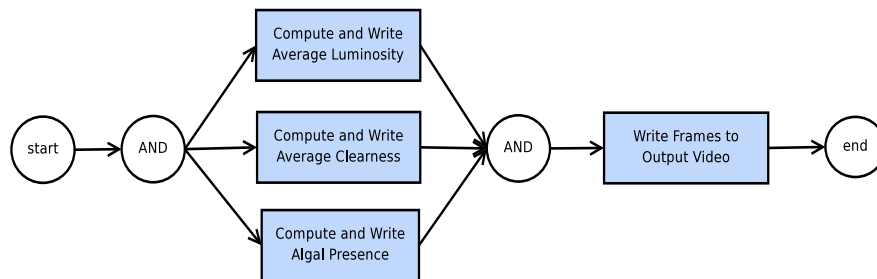 start
AND
Compute and Write
Average Luminosity
Compute and Write
Average Clearness
Compute and Write
Algal Presence
AND
Write Frames to
Output Video
end